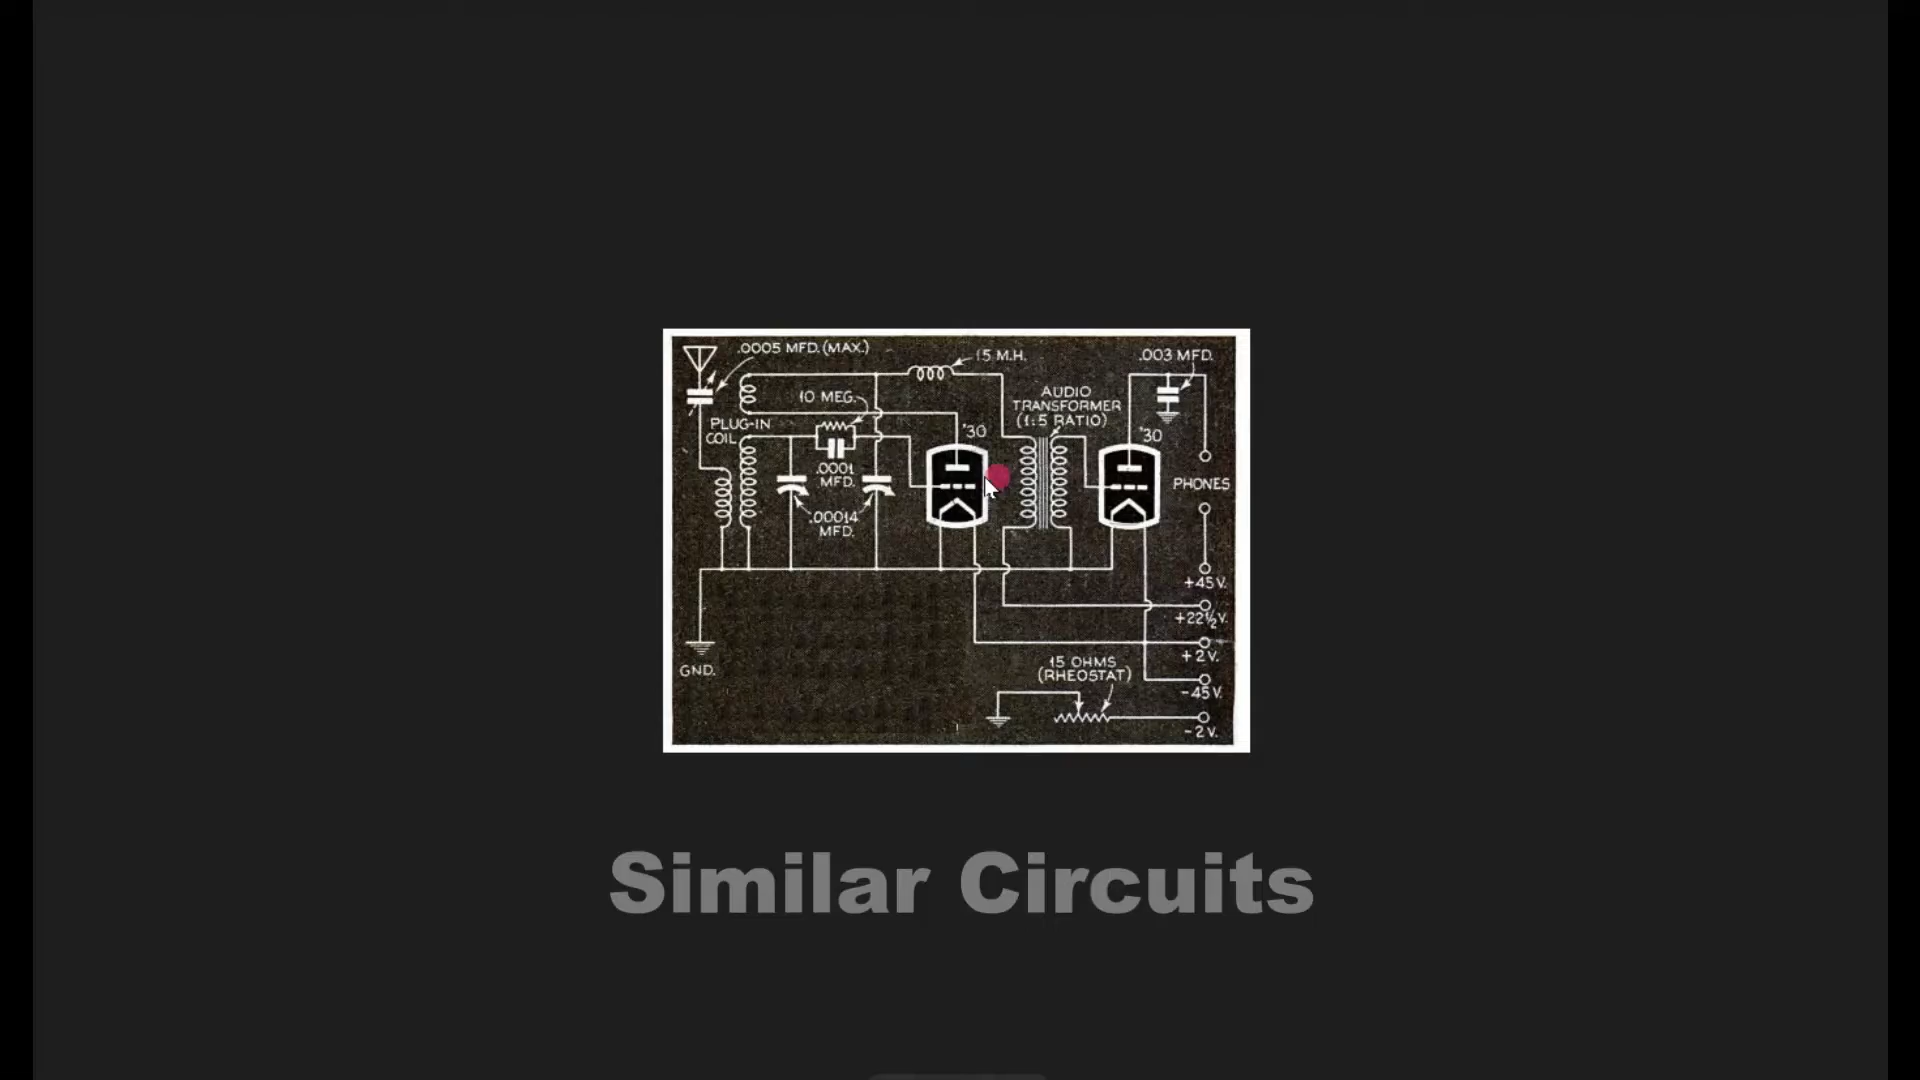 .0005 MFD. (MAX.)
15 M.H.
.003 MFD.
10 MEG.
AUDIO
TRANSFORMER
(1:5 RATIO)
PLUG-IN
COIL
'30
'30
.0001
MFD.
PHONES
.00014
MFD.
+45 V.
+22½V.
+2 V.
15 OHMS
(RHEOSTAT)
GND.
-45 V.
-2 V.
Similar Circuits